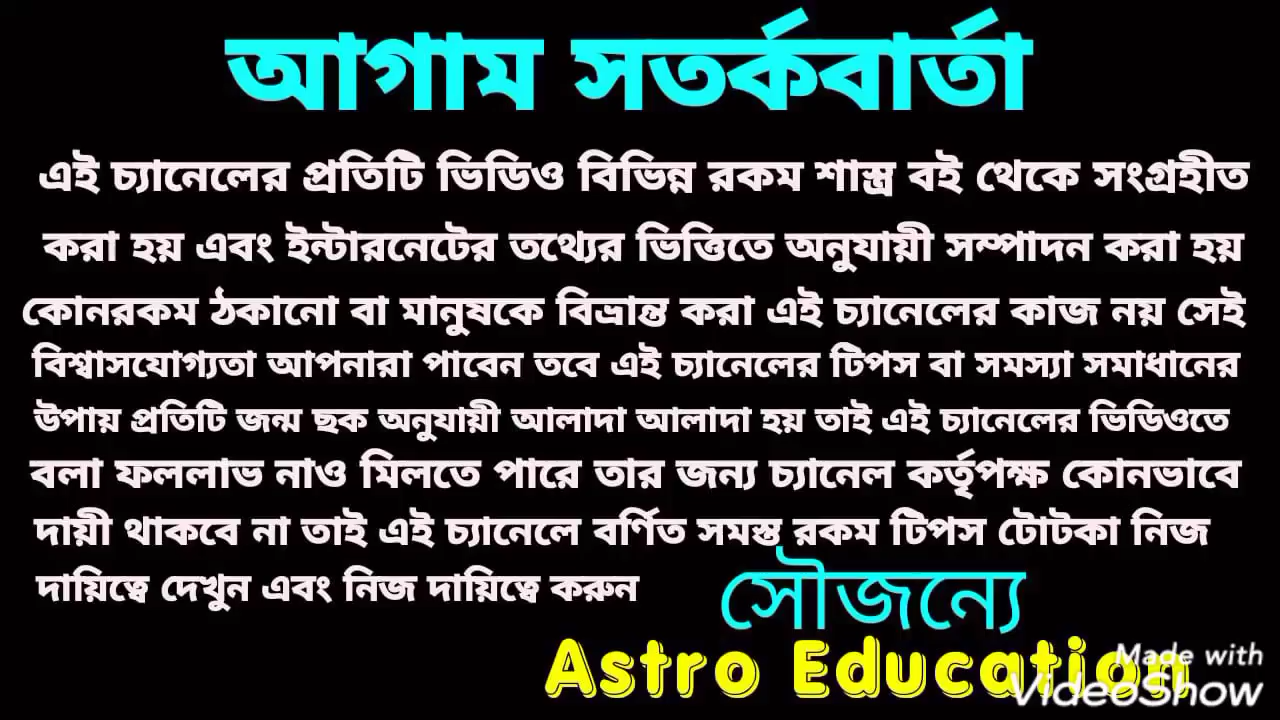 আগাম সতর্কবার্তা
এই চ্যানেলের প্রতিটি ভিডিও বিভিন্ন রকম শাস্ত্র বই থেকে সংগ্রহীত
করা হয় এবং ইন্টারনেটের তথ্যের ভিত্তিতে অনুযায়ী সম্পাদন করা হয়
কোনরকম ঠকানো বা মানুষকে বিভ্রান্ত করা এই চ্যানেলের কাজ নয় সেই
বিশ্বাসযোগ্যতা আপনারা পাবেন তবে এই চ্যানেলের টিপস বা সমস্যা সমাধানের
উপায় প্রতিটি জন্ম ছক অনুযায়ী আলাদা আলাদা হয় তাই এই চ্যানেলের ভিডিওতে
বলা ফললাভ নাও মিলতে পারে তার জন্য চ্যানেল কর্তৃপক্ষ কোনভাবে
দায়ী থাকবে না তাই এই চ্যানেলে বর্ণিত সমস্ত রকম টিপস টোটকা নিজ
দায়িত্বে দেখুন এবং নিজ দায়িত্বে করুন
সৌজন্যে
Astro Education
Made with
VideoShow